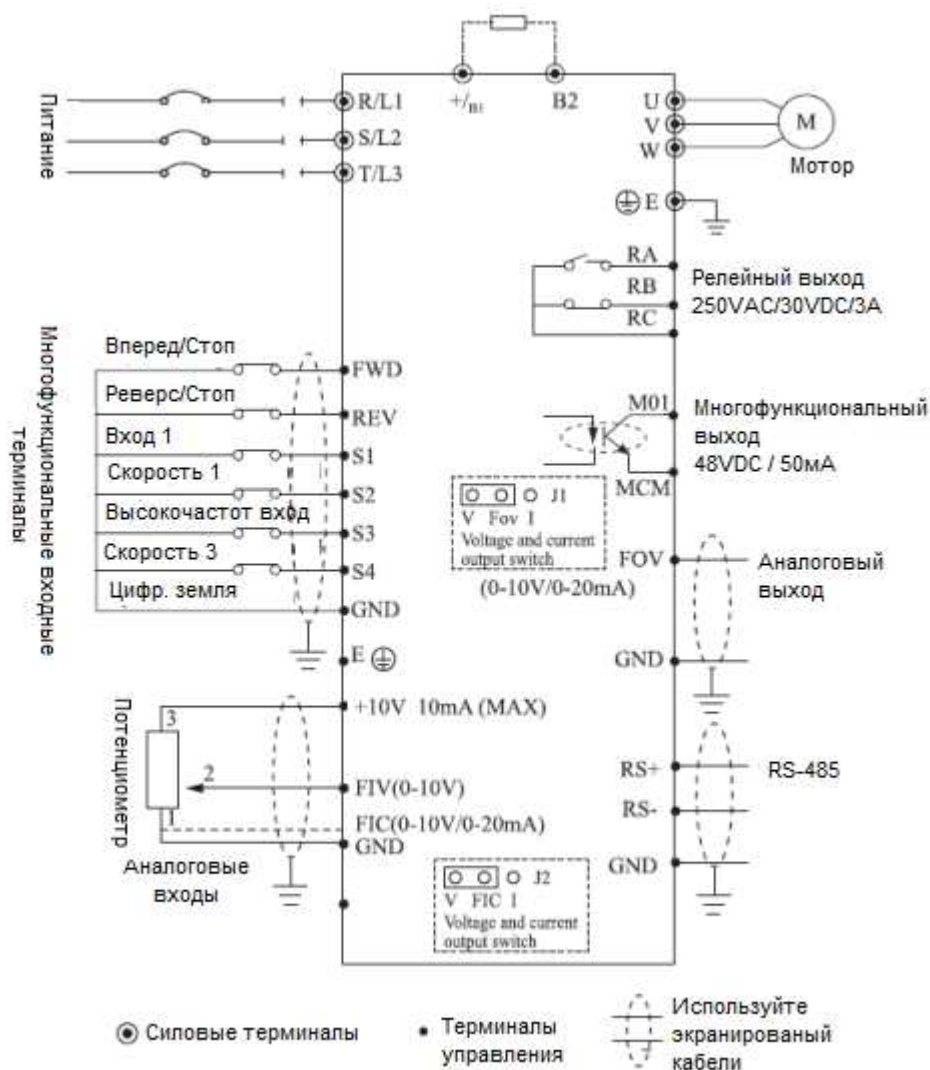 +/B1
B2
Питание
R/L1
S/L2
T/L3
U
V
W
M
Мотор
E
RA
RB
RC
Релейный выход
250VAC/30VDC/3A
Многофункциональные входные
терминалы
Вперед/Стоп
FWD
Реверс/Стоп
REV
Вход 1
S1
Скорость 1
S2
Высокочастот вход
S3
Скорость 3
S4
Цифр. земля
GND
E
M01
MCM
Многофункциональный
выход
48VDC / 50мА
J1
V Fov I
Voltage and current
output switch
(0-10V/0-20mA)
FOV
Аналоговый
выход
GND
Потенциометр
3
2
1
+10V 10mA (MAX)
FIV(0-10V)
FIC(0-10V/0-20mA)
GND
Аналоговые
входы
RS+
RS-
RS-485
GND
J2
V FIC I
Voltage and current
output switch
Силовые терминалы
Терминалы
управления
Используйте
экранированый
кабели